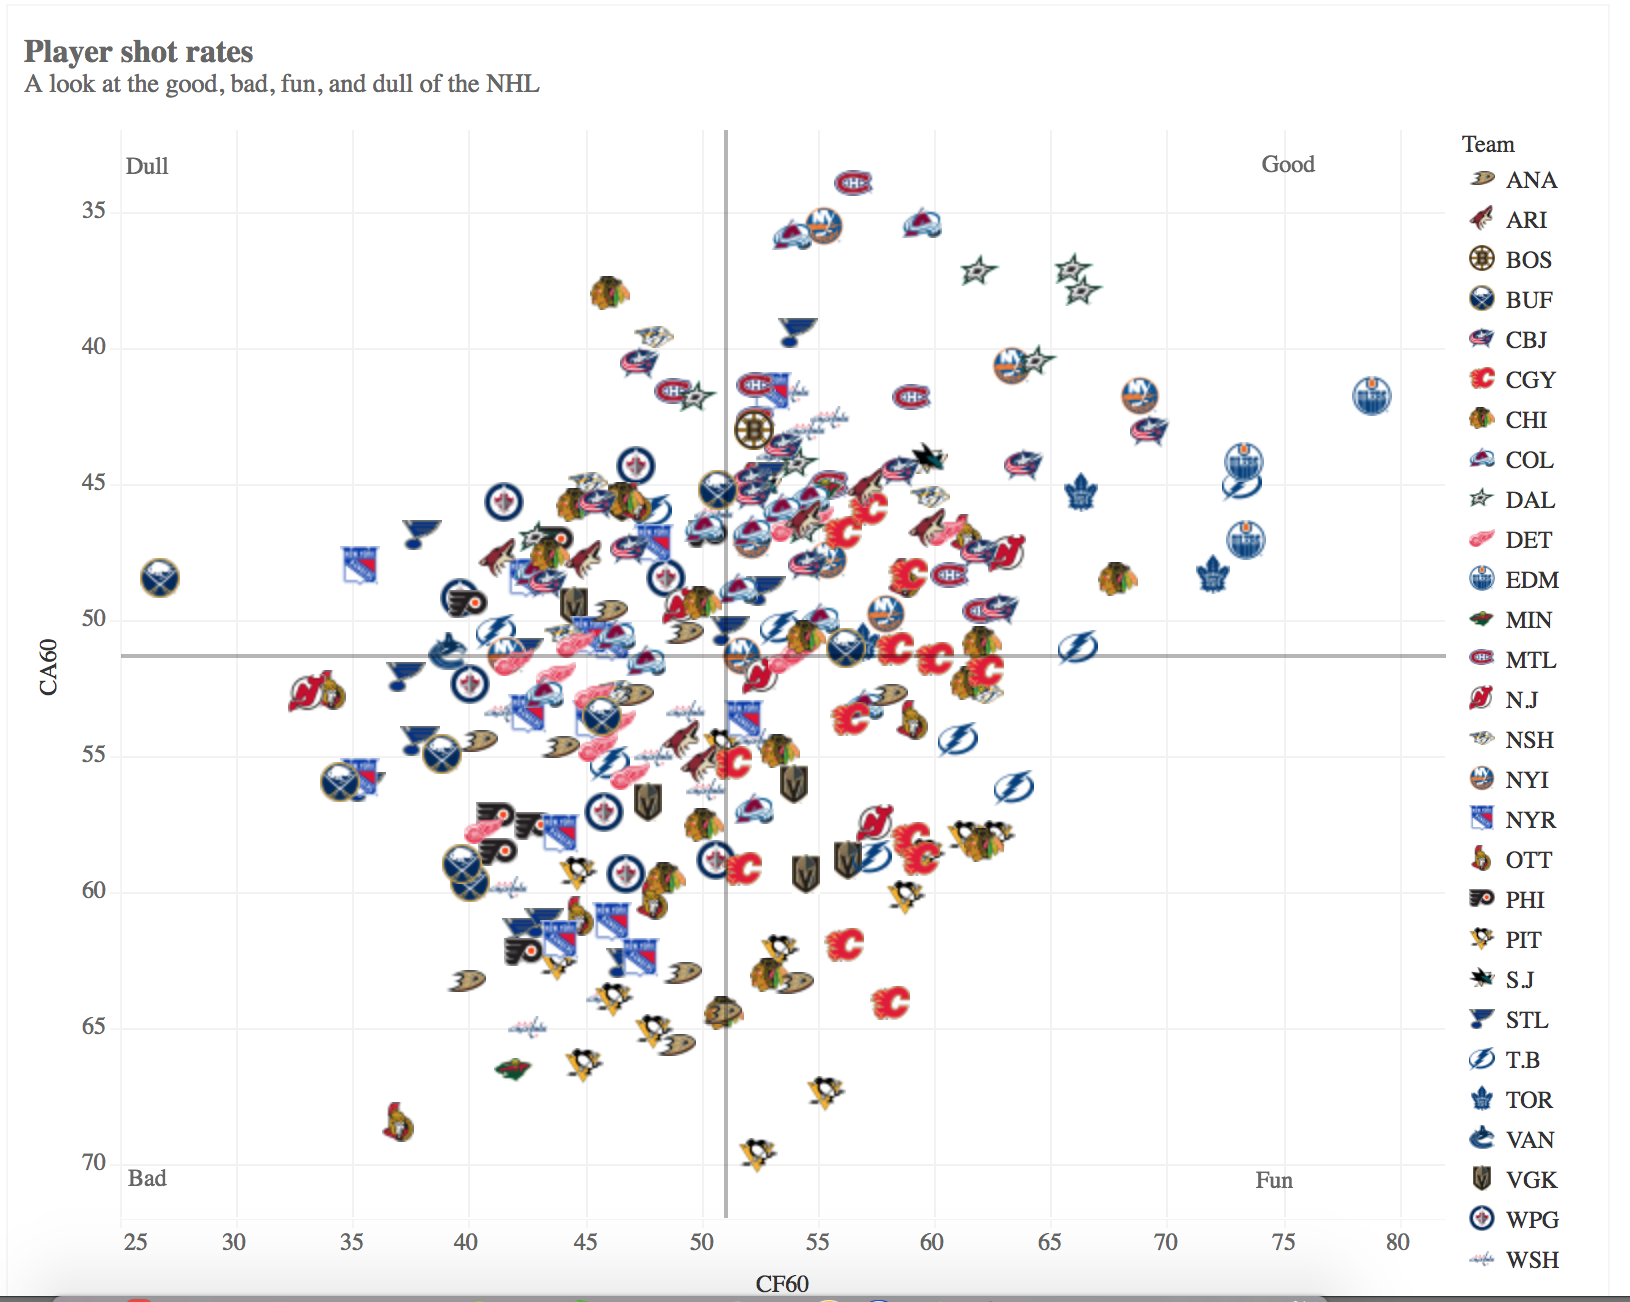 Player shot rates
A look at the good, bad, fun, and dull of the NHL
Dull
Good
Team
ANA
ARI
BOS
BUF
CBJ
CGY
CHI
COL
DAL
DET
EDM
MIN
MTL
N.J
NSH
NYI
NYR
OTT
PHI
PIT
S.J
STL
T.B
TOR
VAN
VGK
WPG
WSH
35
40
45
50
55
60
65
70
CA60
Bad
Fun
25 30 35 40 45 50 55 60 65 70 75 80
CF60